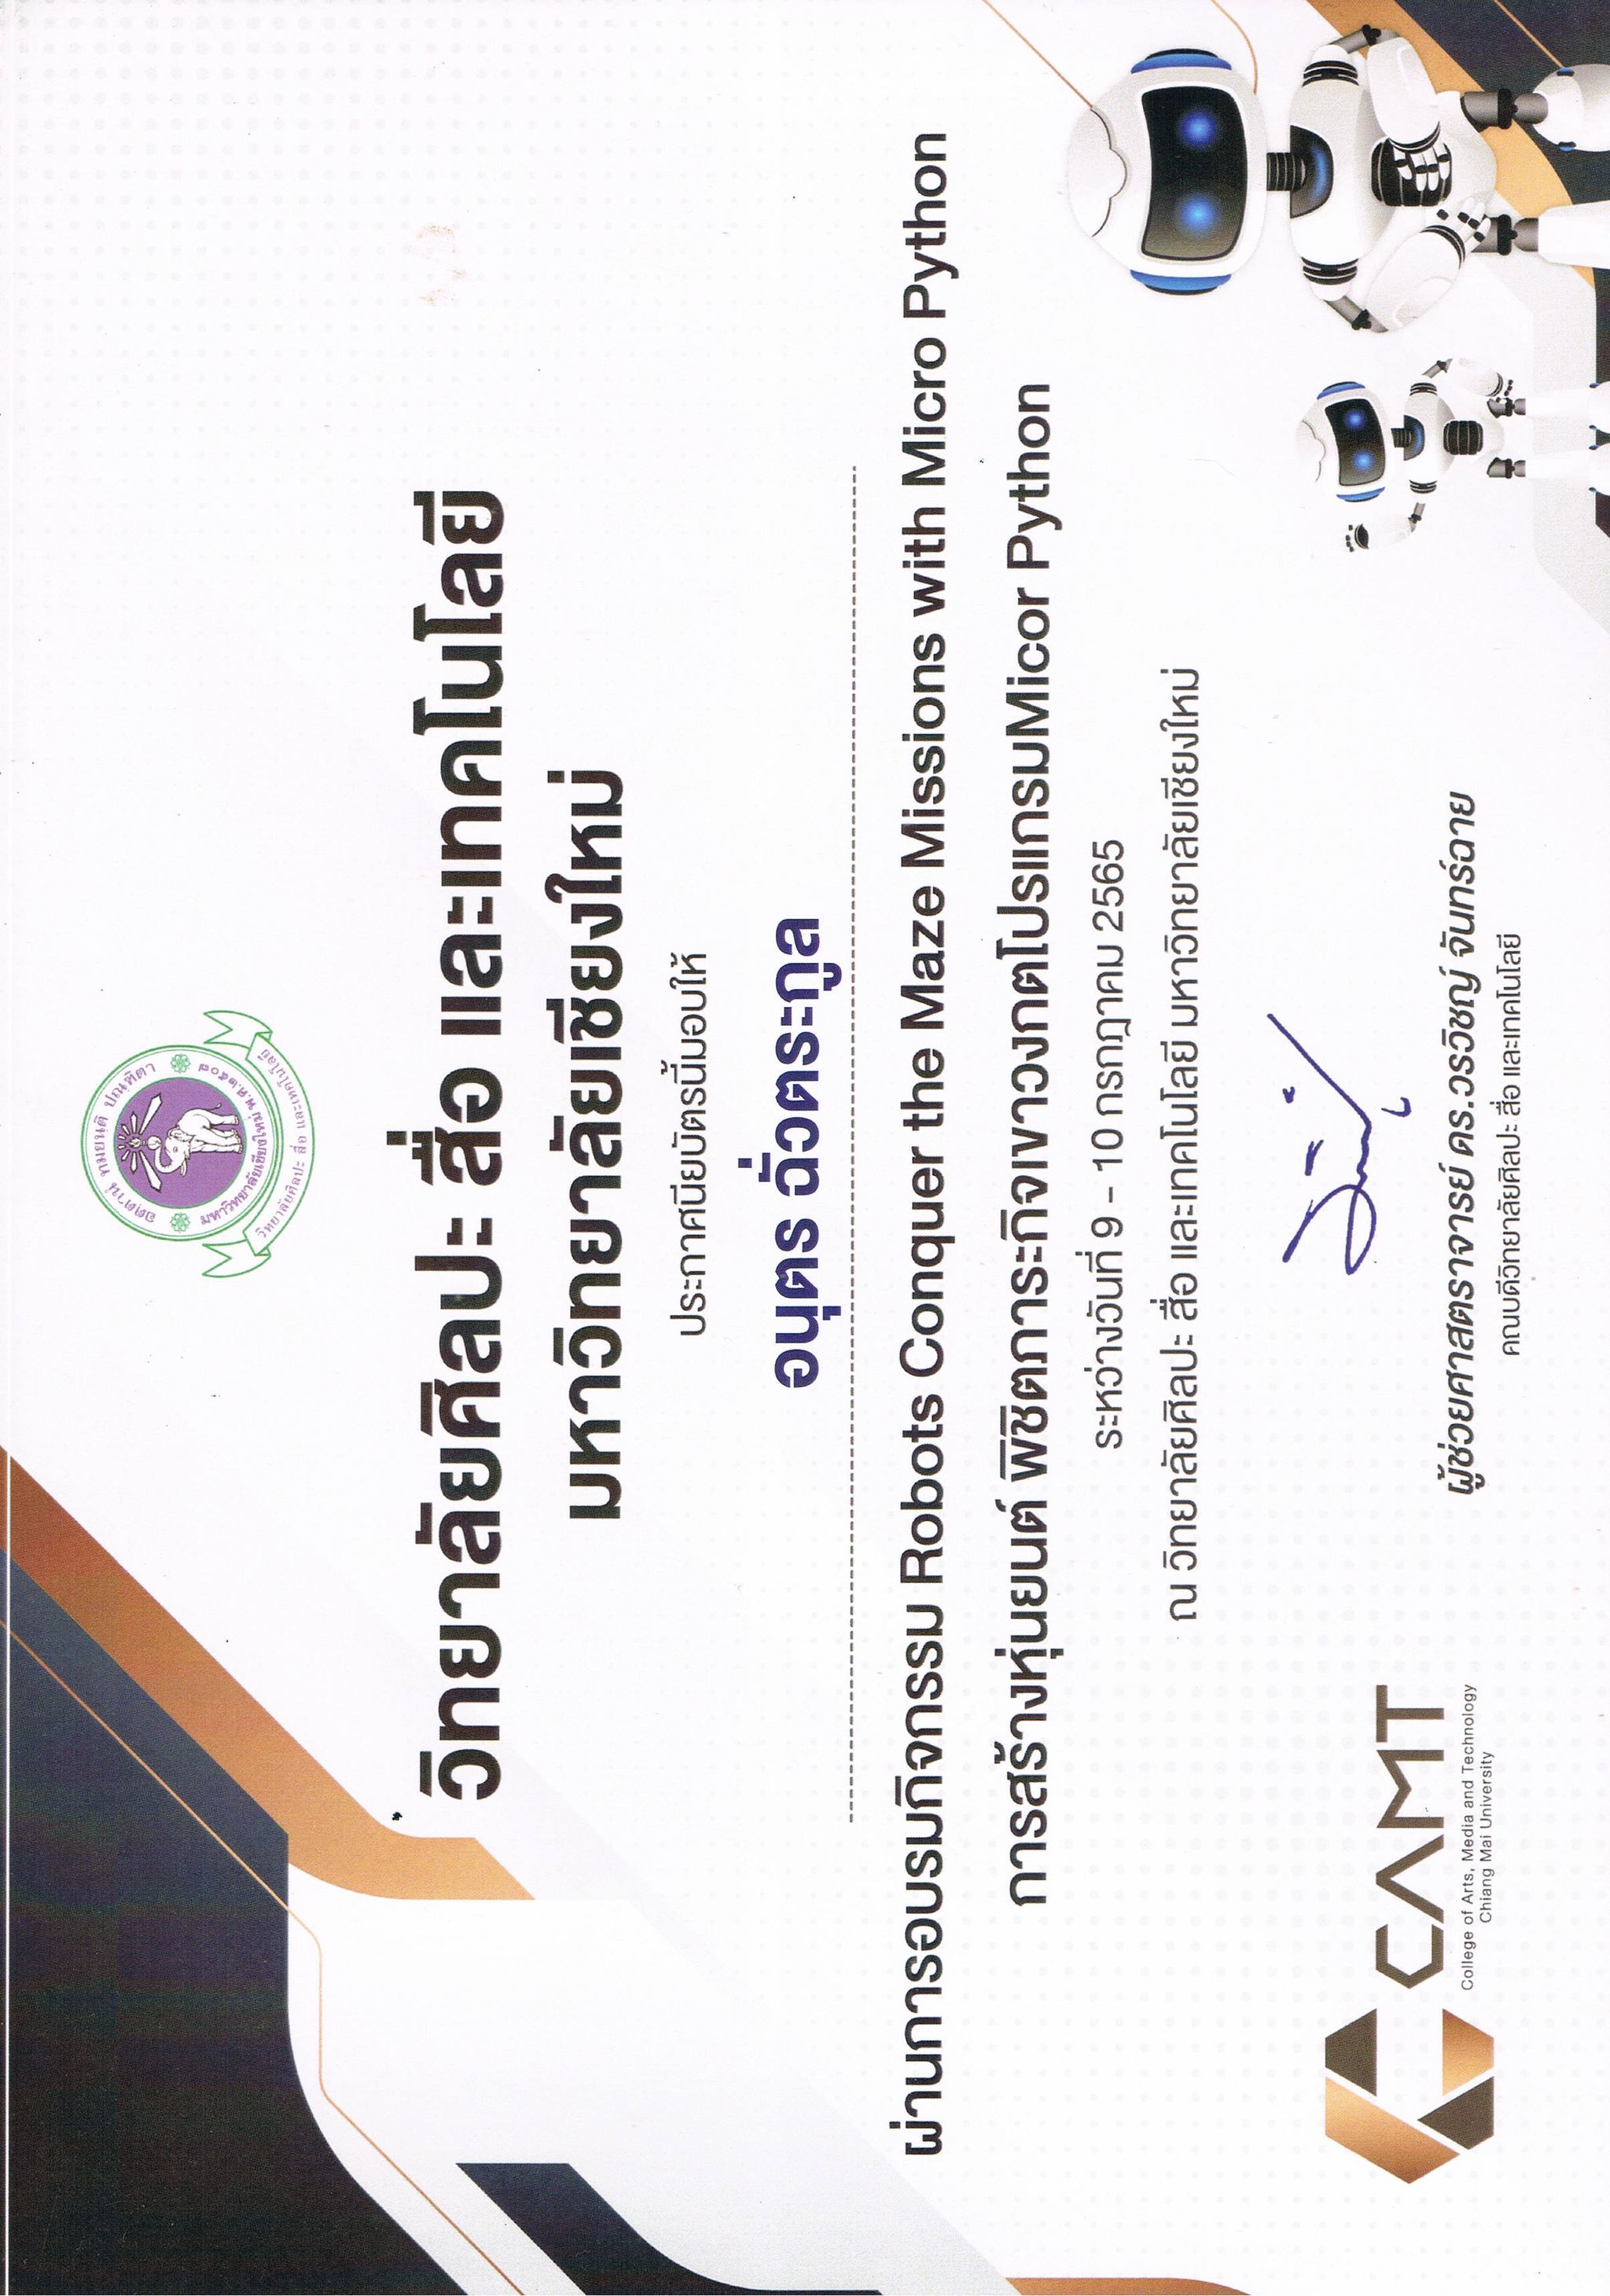 อตฺตานํ ทมยนฺติ ปณฺฑิตา
มหาวิทยาลัยเชียงใหม่ พ.ศ.๒๕๐๗
วิทยาลัยศิลปะ สื่อ และเทคโนโลยี
วิทยาลัยศิลปะ สื่อ และเทคโนโลยี
มหาวิทยาลัยเชียงใหม่
ประกาศนียบัตรนี้มอบให้
อนุตร ฉั่วตระกูล
ผ่านการอบรมกิจกรรม Robots Conquer the Maze Missions with Micro Python
การสร้างหุ่นยนต์ พิชิตภาระกิจเขาวงกตโปรแกรมMicor Python
ระหว่างวันที่ 9 - 10 กรกฎาคม 2565
ณ วิทยาลัยศิลปะ สื่อ และเทคโนโลยี มหาวิทยาลัยเชียงใหม่
CAMT
College of Arts, Media and Technology
Chiang Mai University
ผู้ช่วยศาสตราจารย์ ดร.วรวิชญ์ จันทร์ฉาย
คณบดีวิทยาลัยศิลปะ สื่อ และเทคโนโลยี